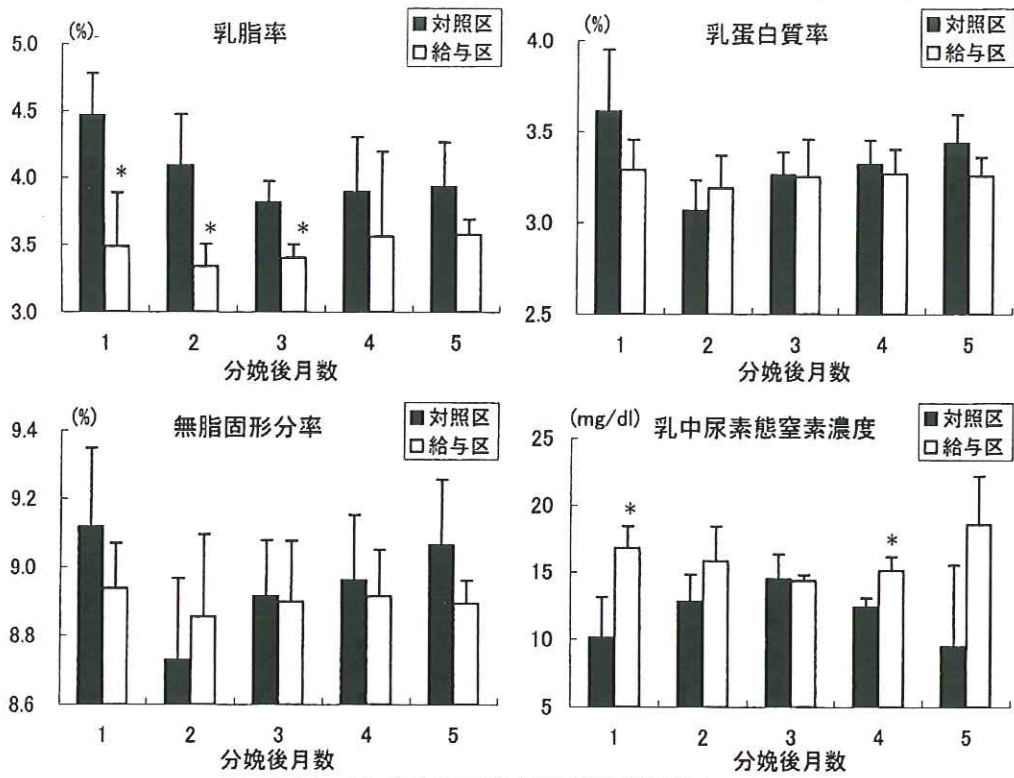 (%)
乳脂率
対照区
給与区
5.0
4.5
4.0
3.5
3.0
*
*
*
1 2 3 4 5
分娩後月数
乳蛋白質率
対照区
給与区
4.0
3.5
3.0
2.5
1 2 3 4 5
分娩後月数
(%)
無脂固形分率
対照区
給与区
9.4
9.2
9.0
8.8
8.6
1 2 3 4 5
分娩後月数
(mg/dl)
乳中尿素態窒素濃度
対照区
給与区
25
20
15
10
5
*
*
1 2 3 4 5
分娩後月数